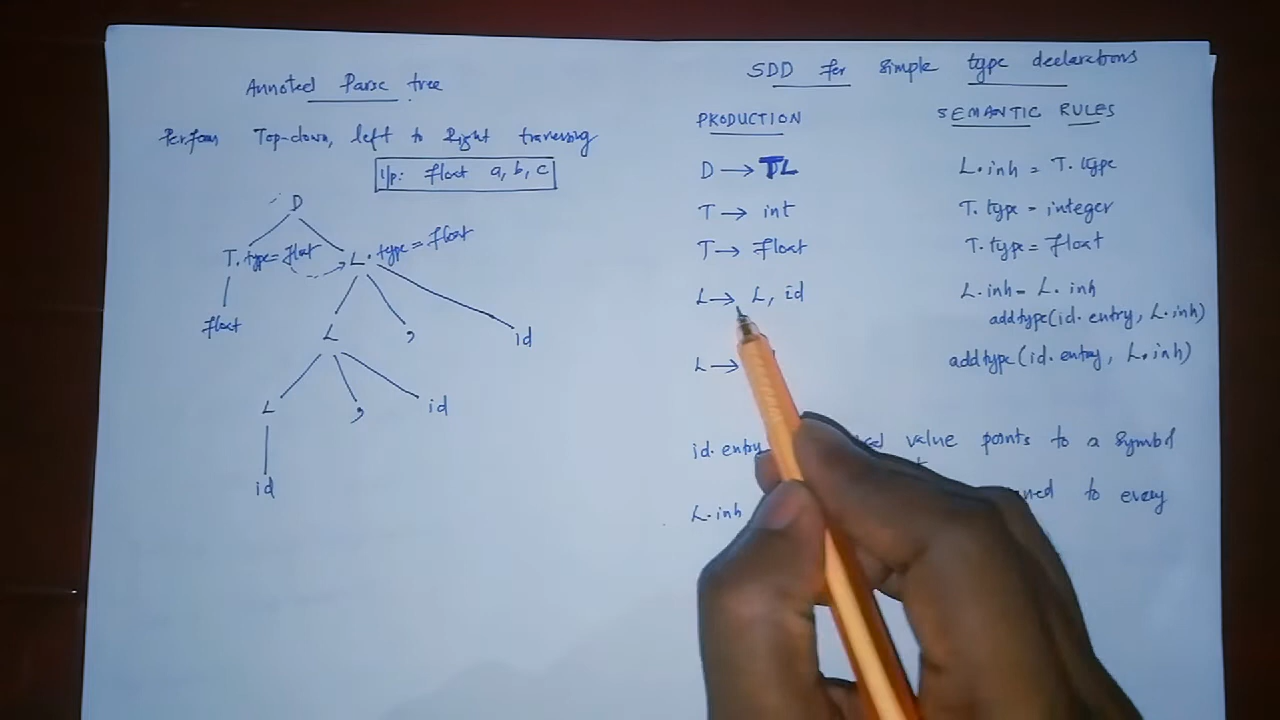 Annoted Parse tree
Perform Top-down, left to Right traversing
i/p: float a, b, c
D
T. type = float L. type = float
float L , id
L , id
id
SDD for simple type declarations
PRODUCTION SEMANTIC RULES
D → TL L.inh = T. type
T → int T. type = integer
T → float T. type = float
L → L, id L.inh = L. inh
addtype(id. entry, L.inh)
L → addtype(id. entry, L.inh)
id. entry value points to a symbol
L.inh to every